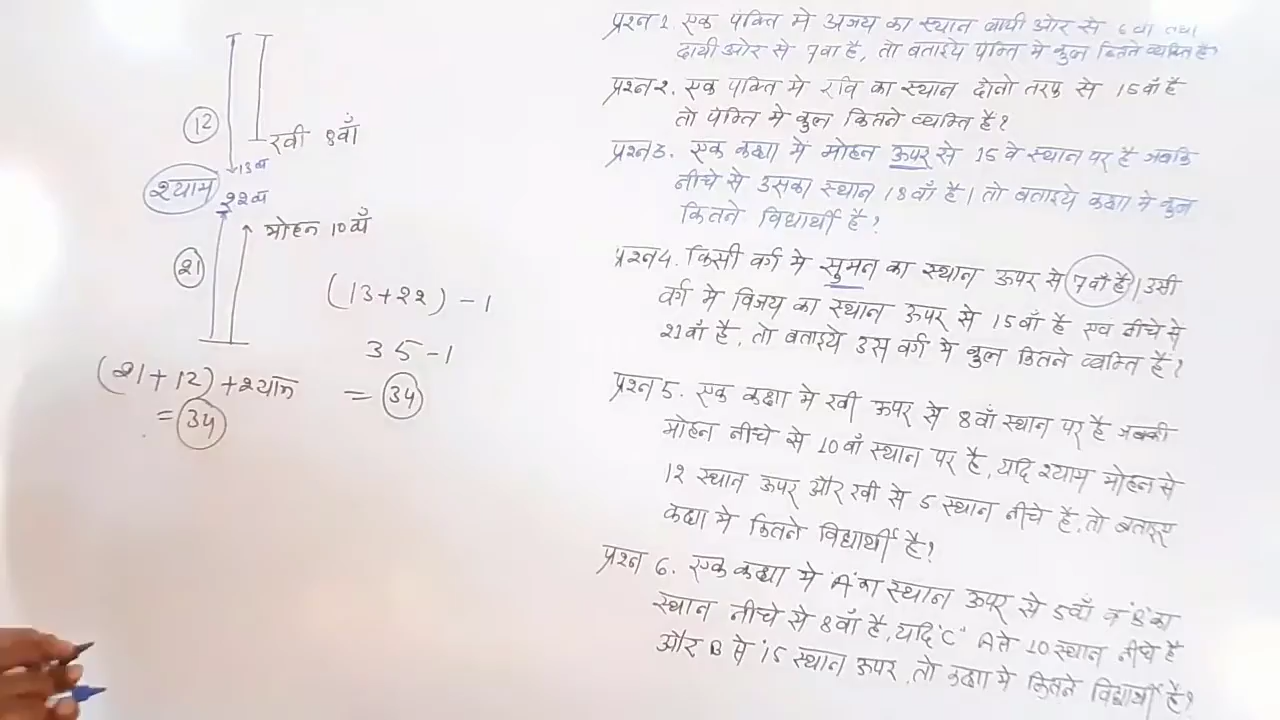 12
रवी 8वाँ
13व
श्याम
22व
मोहन 10वाँ
21
(13+22) - 1
35-1
= 34
(21+12) + श्याम
= 34
प्रश्न 1. एक पंक्ति मे अजय का स्थान बायी ओर से 6 वां तथा
दायी ओर से 7वा है, तो बताइये पंक्ति मे कुल कितने व्यक्ति है?
प्रश्न 2. एक पंक्ति मे रवि का स्थान दोनो तरफ से 15वाँ है
तो पंक्ति मे कुल कितने व्यक्ति है?
प्रश्न 3. एक कक्षा मे मोहन ऊपर से 15 वे स्थान पर है जबकि
नीचे से उसका स्थान 18वाँ है। तो बताइये कक्षा मे कुल
कितने विद्यार्थी है?
प्रश्न 4. किसी वर्ग मे सुमन का स्थान ऊपर से 7वाँ है। उसी
वर्ग मे विजय का स्थान ऊपर से 15वाँ है एवं नीचे से
21वाँ है, तो बताइये उस वर्ग मे कुल कितने व्यक्ति है?
प्रश्न 5. एक कक्षा मे रवी ऊपर से 8वाँ स्थान पर है जबकी
मोहन नीचे से 10वाँ स्थान पर है, यदि श्याम मोहन से
12 स्थान ऊपर और रवी से 5 स्थान नीचे है, तो बताइए
कक्षा मे कितने विद्यार्थी है?
प्रश्न 6. एक कक्षा मे 'A' का स्थान ऊपर से 5वाँ व 'B' का
स्थान नीचे से 8वाँ है, यदि "C" A से 10 स्थान नीचे है
और B से 15 स्थान ऊपर, तो कक्षा मे कितने विद्यार्थी है?